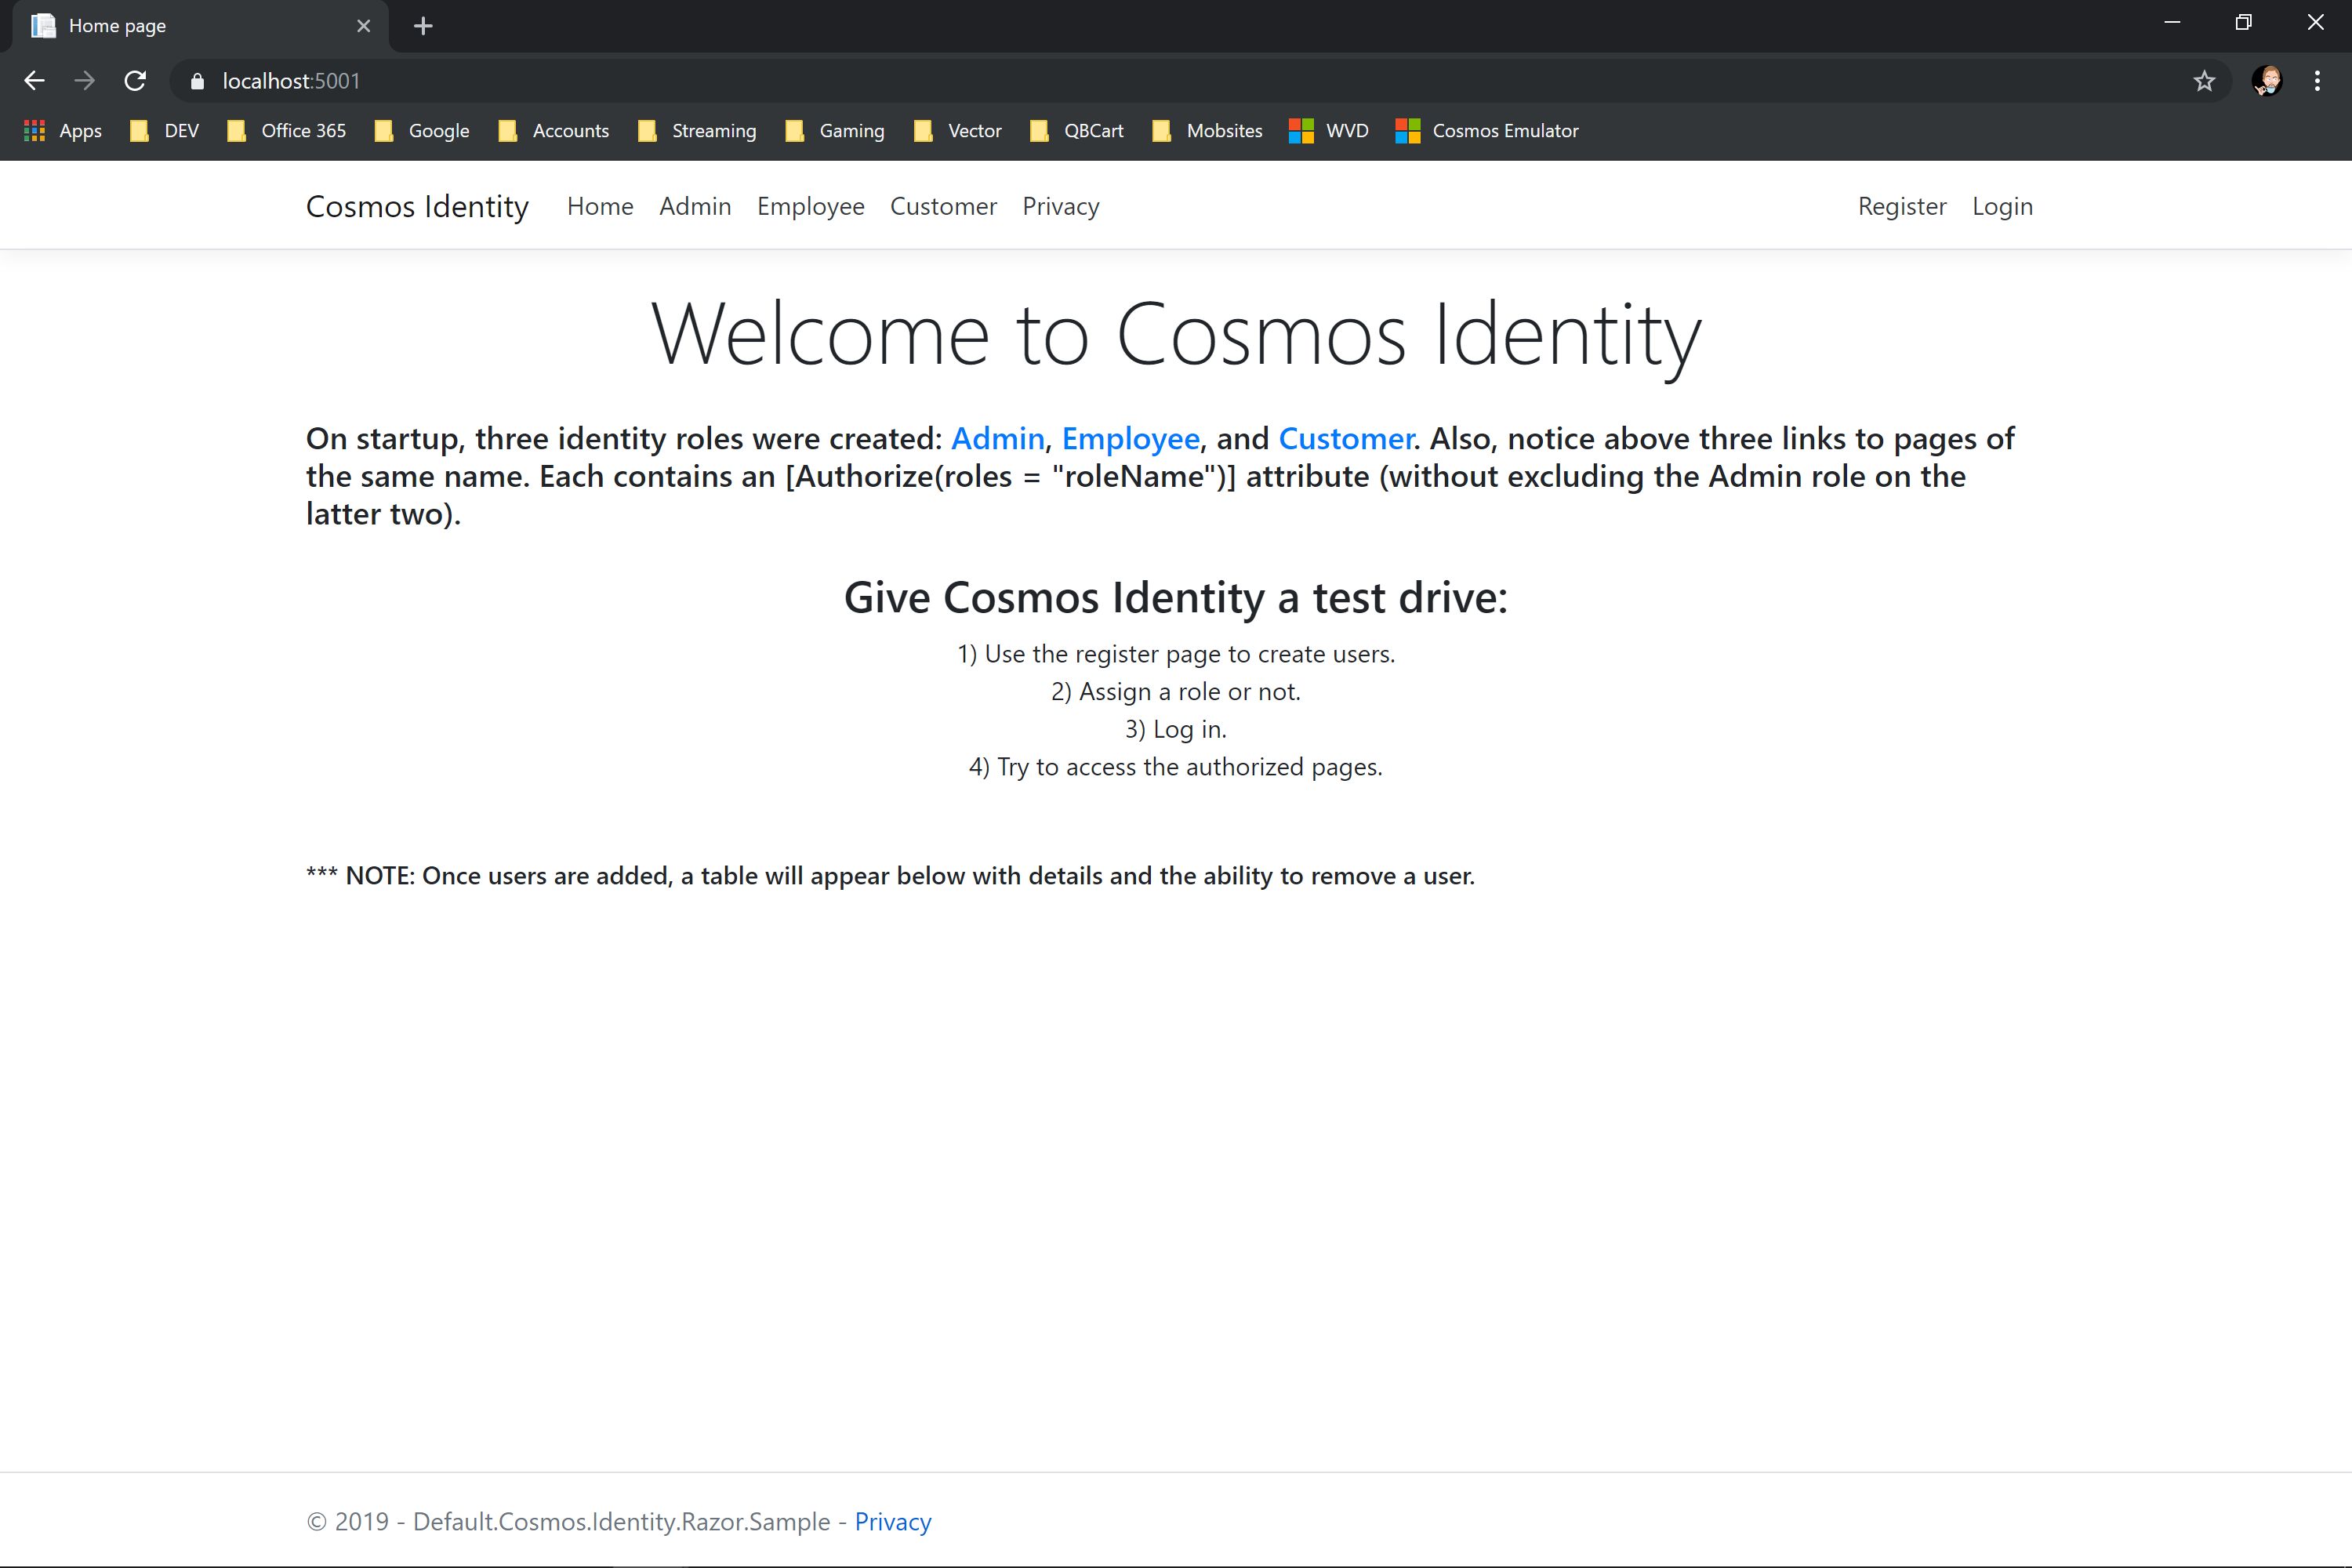 Home page
localhost:5001
Apps DEV Office 365 Google Accounts Streaming Gaming Vector QBCart Mobsites WVD Cosmos Emulator
Cosmos Identity Home Admin Employee Customer Privacy Register Login
Welcome to Cosmos Identity
On startup, three identity roles were created: Admin, Employee, and Customer. Also, notice above three links to pages of
the same name. Each contains an [Authorize(roles = "roleName")] attribute (without excluding the Admin role on the
latter two).
Give Cosmos Identity a test drive:
1) Use the register page to create users.
2) Assign a role or not.
3) Log in.
4) Try to access the authorized pages.
*** NOTE: Once users are added, a table will appear below with details and the ability to remove a user.
© 2019 - Default.Cosmos.Identity.Razor.Sample - Privacy